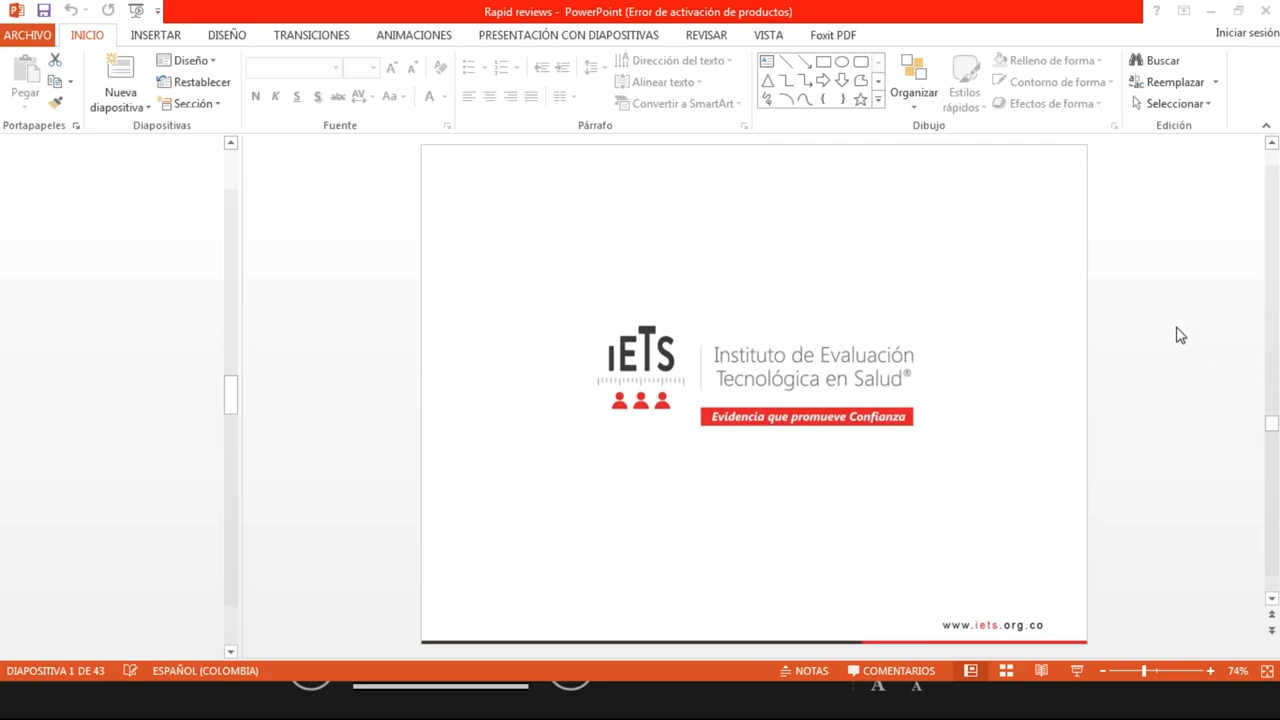 Rapid reviews - PowerPoint (Error de activación de productos)
?
ARCHIVO INICIO INSERTAR DISEÑO TRANSICIONES ANIMACIONES PRESENTACIÓN CON DIAPOSITIVAS REVISAR VISTA Foxit PDF Iniciar sesión
Pegar
Nueva
diapositiva
Diseño
Restablecer
Sección
N K S S abc AV Aa A
Dirección del texto
Alinear texto
Convertir a SmartArt
Organizar
Estilos
rápidos
Relleno de forma
Contorno de forma
Efectos de forma
Buscar
Reemplazar
Seleccionar
Portapapeles Diapositivas Fuente Párrafo Dibujo Edición
IETS
Instituto de Evaluación
Tecnológica en Salud®
Evidencia que promueve Confianza
www.iets.org.co
DIAPOSITIVA 1 DE 43 ESPAÑOL (COLOMBIA) NOTAS COMENTARIOS 74%
A A